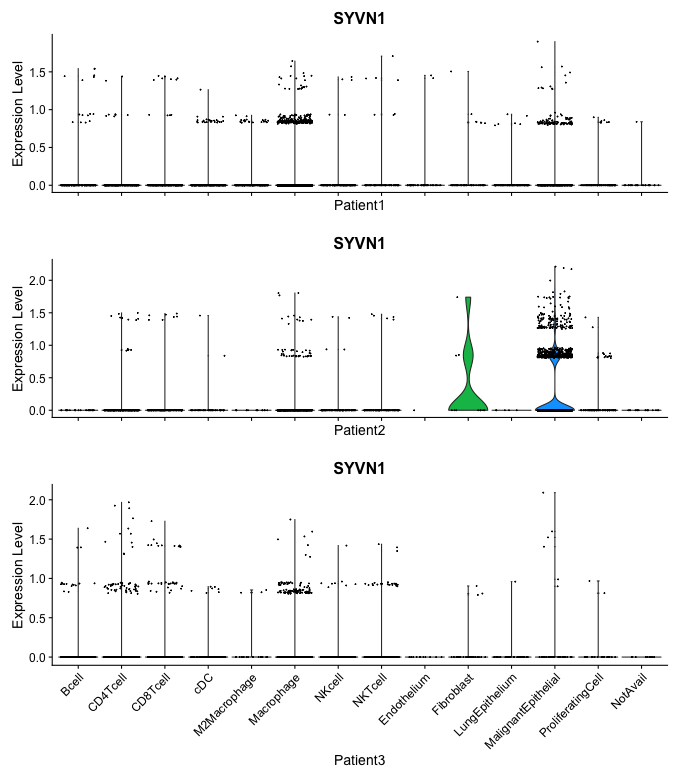 SYVN1
Expression Level
1.5
1.0
0.5
0.0
Patient1
SYVN1
Expression Level
2.0
1.5
1.0
0.5
0.0
Patient2
SYVN1
Expression Level
2.0
1.5
1.0
0.5
0.0
Bcell
CD4Tcell
CD8Tcell
cDC
M2Macrophage
Macrophage
NKcell
NKTcell
Endothelium
Fibroblast
LungEpithelium
MalignantEpithelial
ProliferatingCell
NotAvail
Patient3